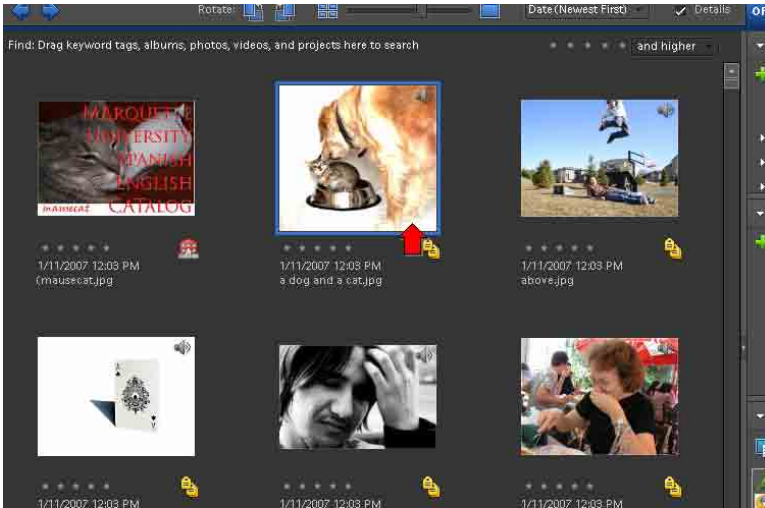 Rotate:
Date (Newest First)
Details
Find: Drag keyword tags, albums, photos, videos, and projects here to search
and higher
MARQUETTE
UNIVERSITY
SPANISH
ENGLISH
mausecat CATALOG
1/11/2007 12:03 PM
(mausecat.jpg
1/11/2007 12:03 PM
a dog and a cat.jpg
1/11/2007 12:03 PM
above.jpg
A
A
1/11/2007 12:03 PM
1/11/2007 12:03 PM
1/11/2007 12:03 PM